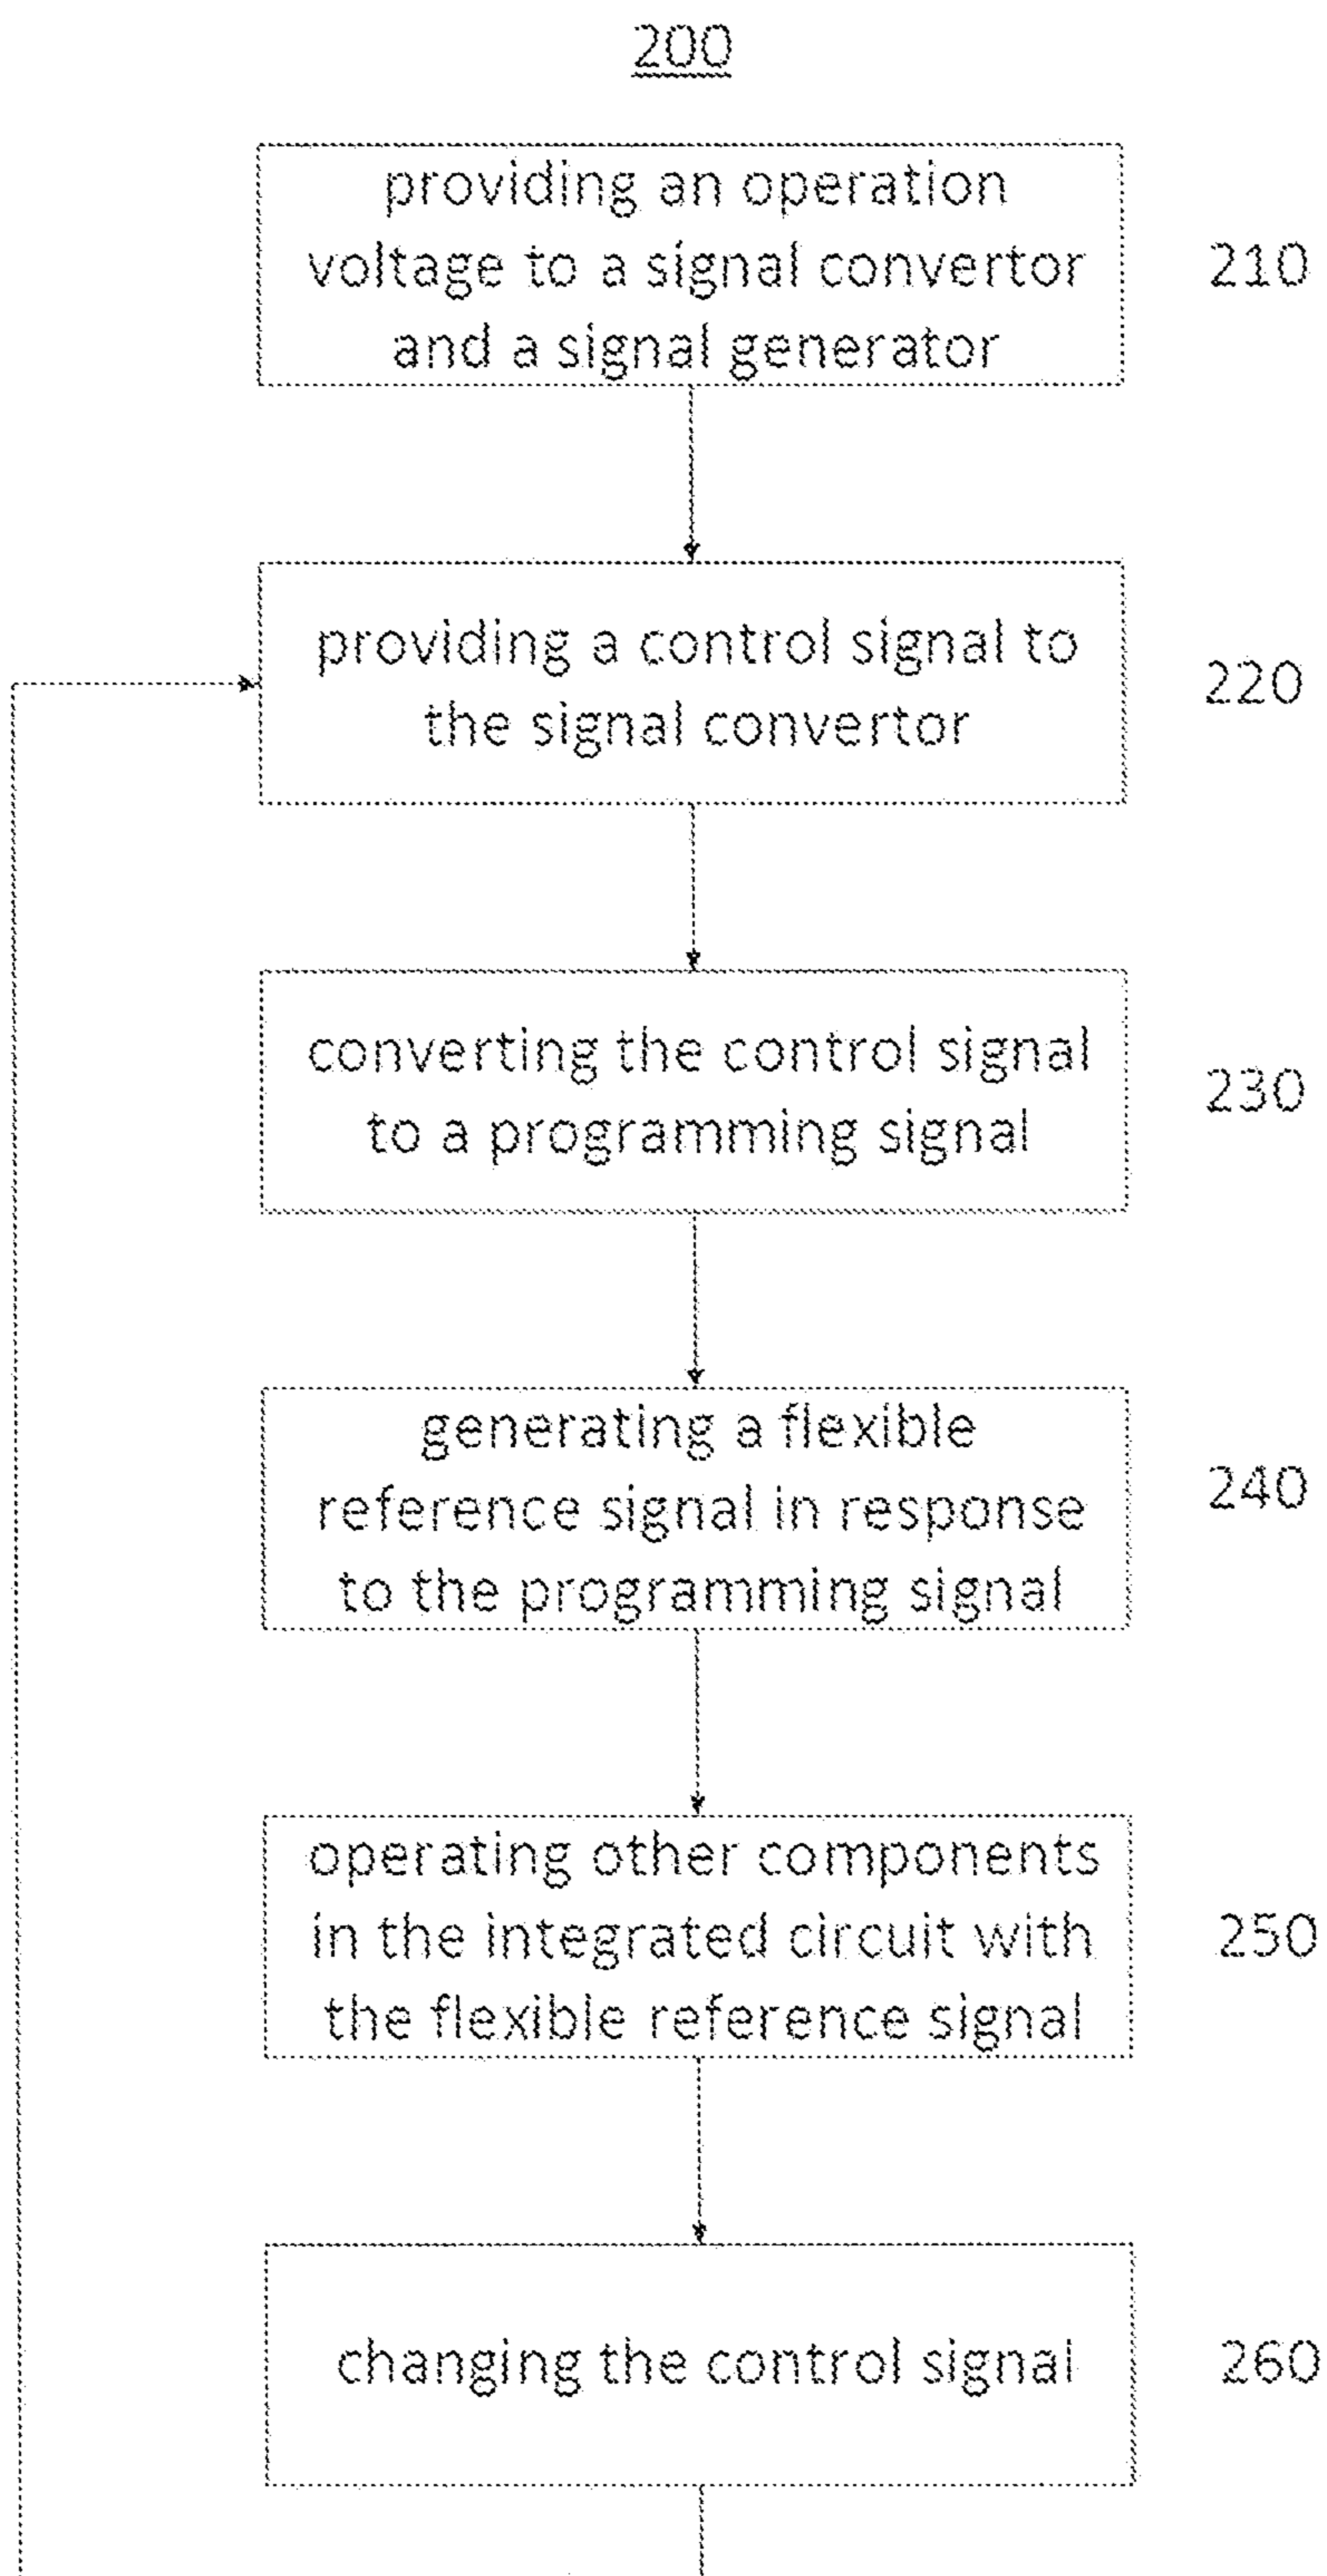 200
providing an operation
voltage to a signal convertor
and a signal generator
210
providing a control signal to
the signal convertor
220
converting the control signal
to a programming signal
230
generating a flexible
reference signal in response
to the programming signal
240
operating other components
in the integrated circuit with
the flexible reference signal
250
changing the control signal
260